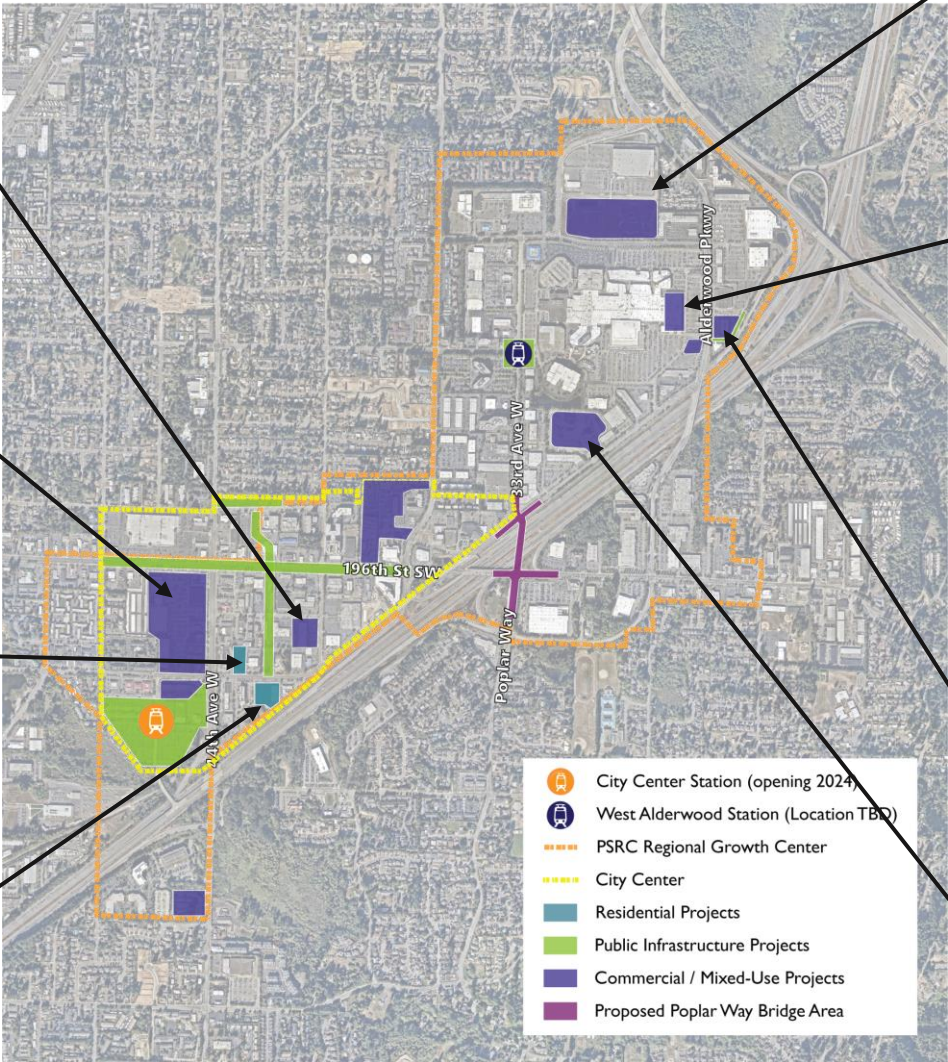 Alderwood Pkwy
33rd Ave W
196th St SW
Poplar Way
44th Ave W
City Center Station (opening 2024)
West Alderwood Station (Location TBD)
PSRC Regional Growth Center
City Center
Residential Projects
Public Infrastructure Projects
Commercial / Mixed-Use Projects
Proposed Poplar Way Bridge Area